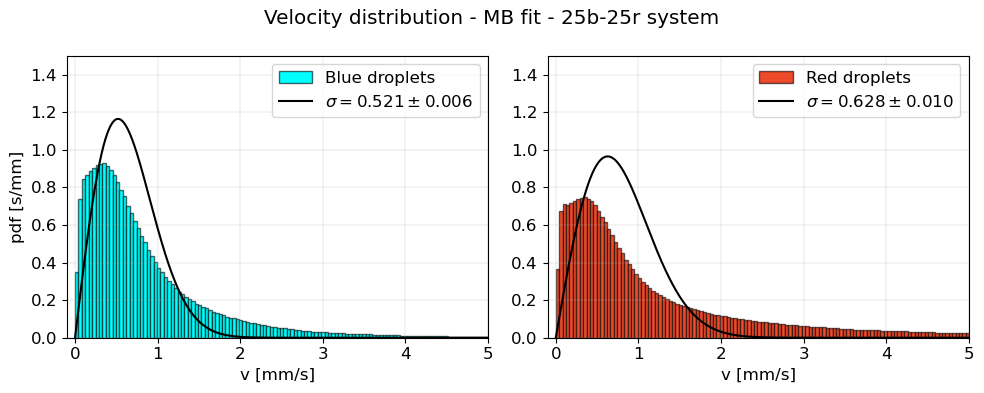 Velocity distribution - MB fit - 25b-25r system
pdf [s/mm]
1.4
1.2
1.0
0.8
0.6
0.4
0.2
0.0
0 1 2 3 4 5
v [mm/s]
Blue droplets
σ = 0.521 ± 0.006
1.4
1.2
1.0
0.8
0.6
0.4
0.2
0.0
0 1 2 3 4 5
v [mm/s]
Red droplets
σ = 0.628 ± 0.010